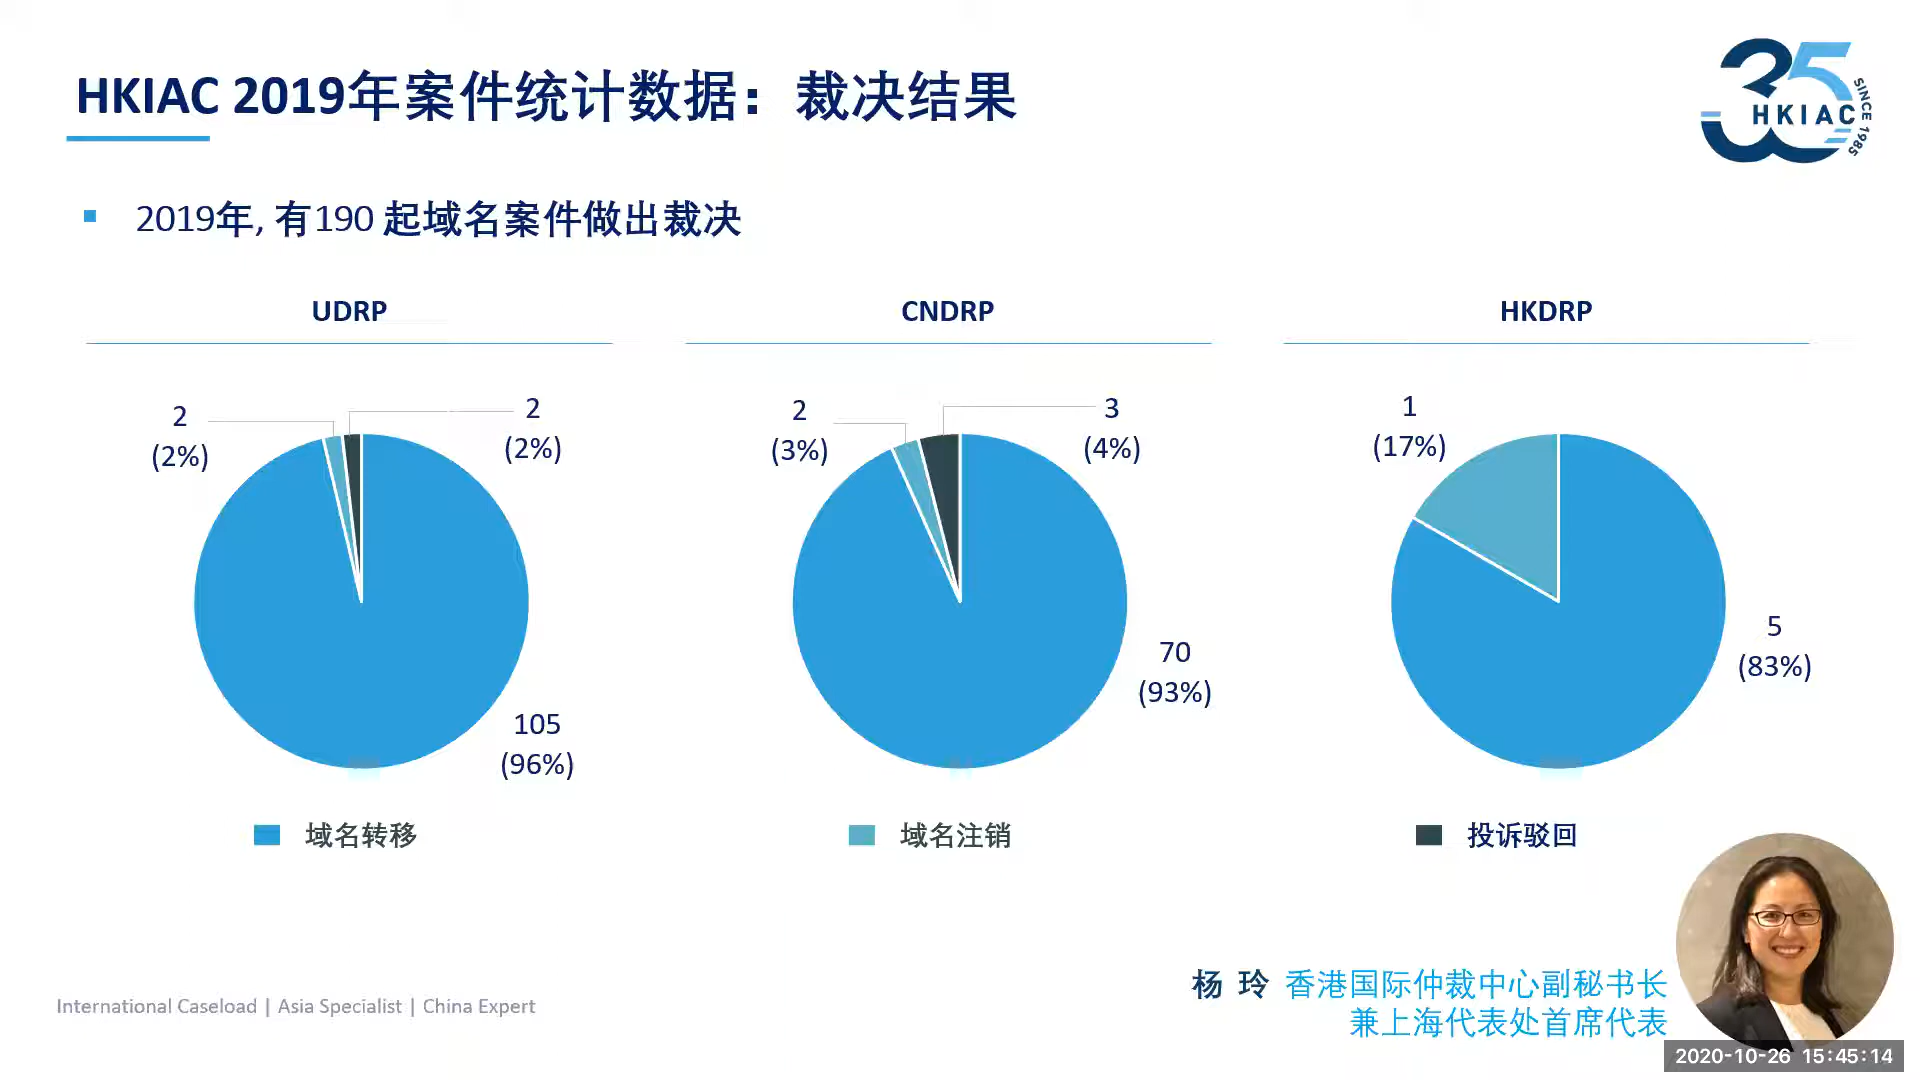 HKIAC 2019年案件统计数据：裁决结果
35
HKIAC
SINCE 1985
2019年, 有190 起域名案件做出裁决
UDRP
CNDRP
HKDRP
2
(2%)
2
(2%)
105
(96%)
2
(3%)
3
(4%)
70
(93%)
1
(17%)
5
(83%)
域名转移
域名注销
投诉驳回
杨 玲 香港国际仲裁中心副秘书长
兼上海代表处首席代表
International Caseload | Asia Specialist | China Expert
2020-10-26 15:45:14